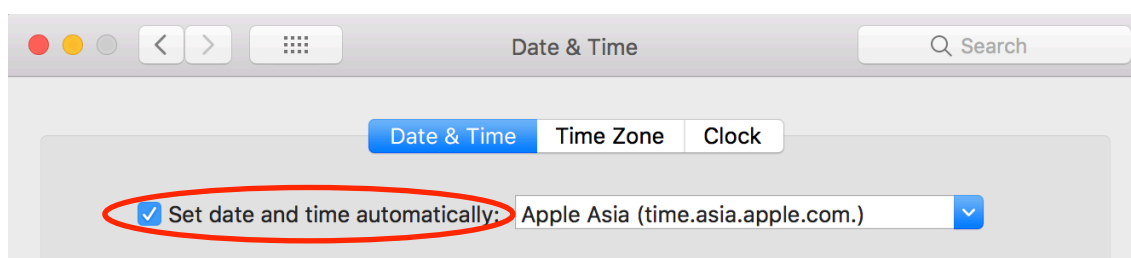 Date & Time
Search
Date & Time Time Zone Clock
Set date and time automatically: Apple Asia (time.asia.apple.com.)